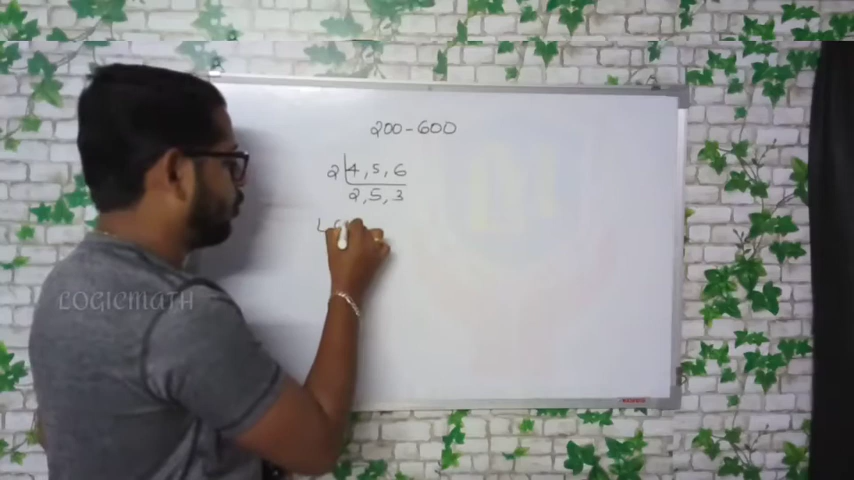 200-600
2 4, 5, 6
2, 5, 3
L
LOGICMATH